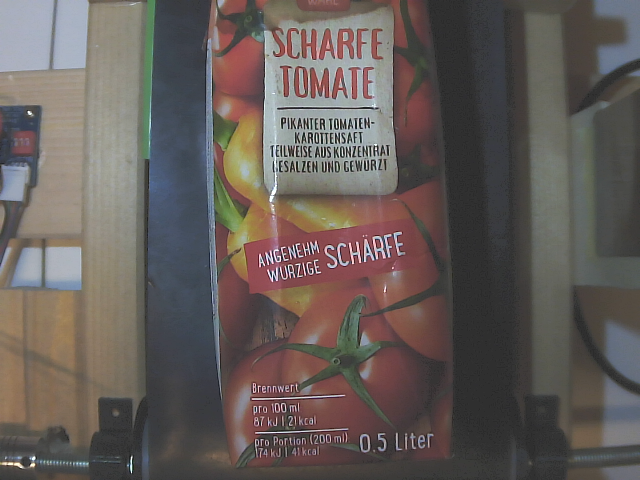 SCHARFE
TOMATE
PIKANTER TOMATEN-
KAROTTENSAFT
TEILWEISE AUS KONZENTRAT
GESALZEN UND GEWÜRZT
ANGENEHM
WÜRZIGE SCHÄRFE
Brennwert
pro 100 ml
87 kJ | 21 kcal
pro Portion (200 ml)
174 kJ | 41 kcal
0.5 Liter